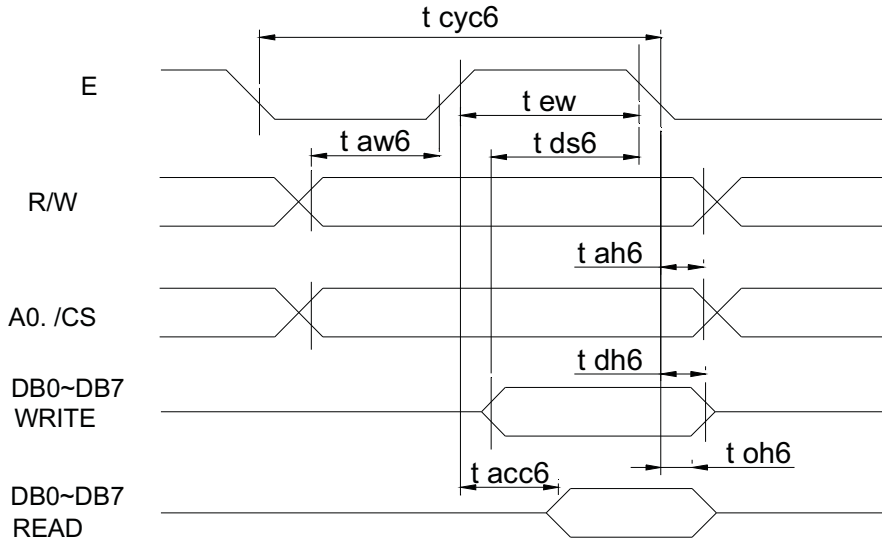 t cyc6
E
t ew
t aw6
t ds6
R/W
t ah6
A0. /CS
t dh6
DB0~DB7
WRITE
t oh6
t acc6
DB0~DB7
READ